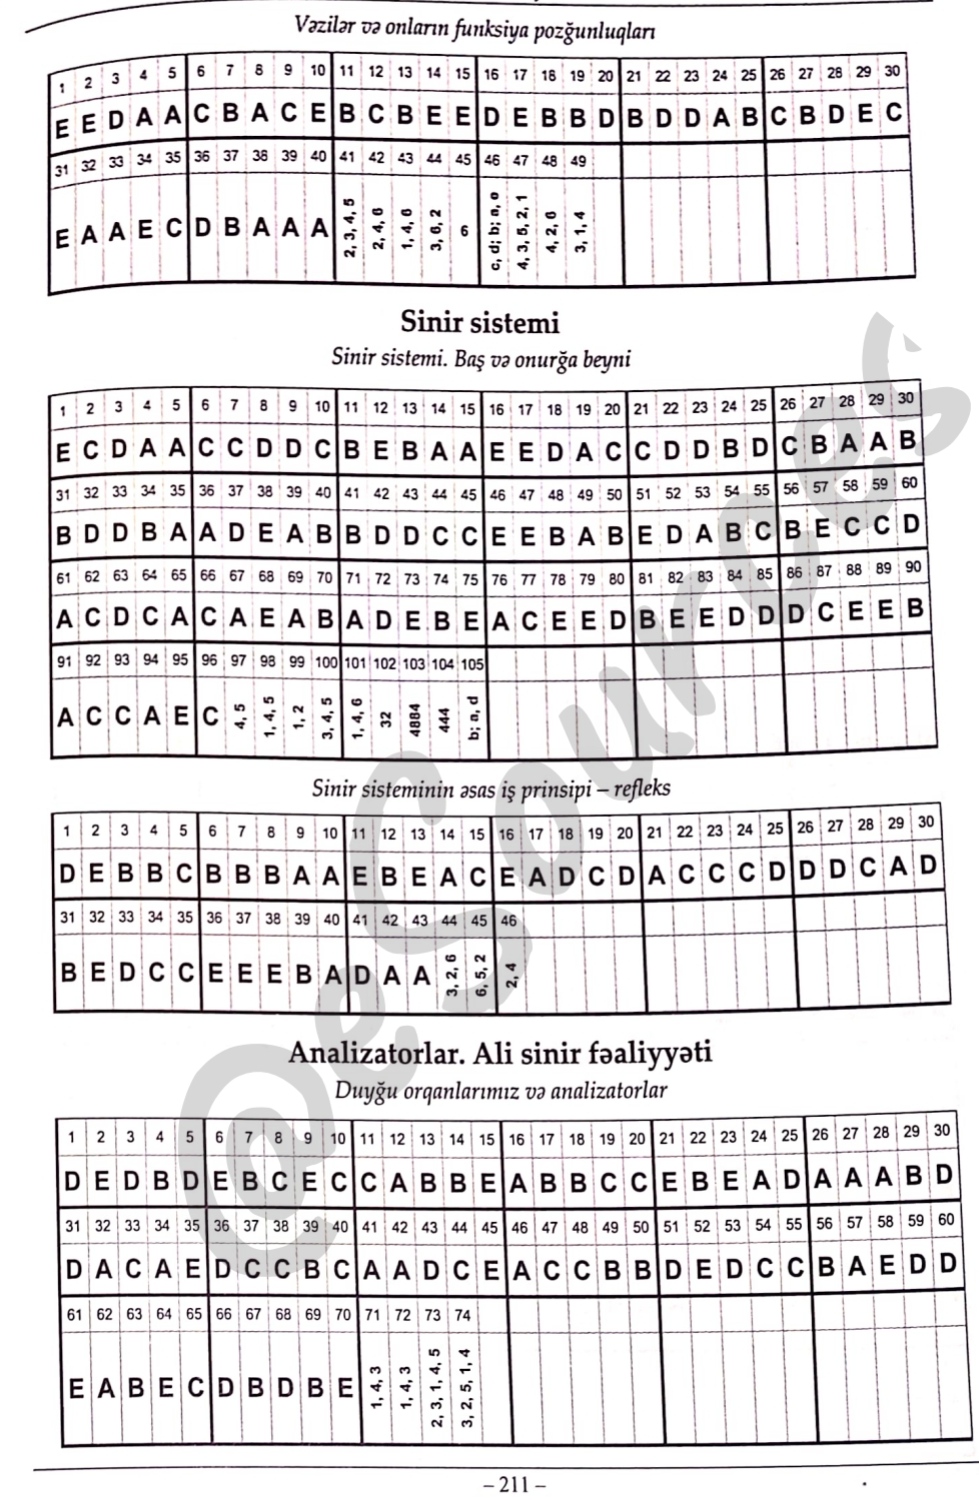 Vəzilər və onların funksiya pozğunluqları
1 2 3 4 5 6 7 8 9 10 11 12 13 14 15 16 17 18 19 20 21 22 23 24 25 26 27 28 29 30
E E D A A C B A C E B C B E E D E B B D B D D A B C B D E C
31 32 33 34 35 36 37 38 39 40 41 42 43 44 45 46 47 48 49
E A A E C D B A A A 2, 3, 4, 5 2, 4, 6 1, 4, 6 3, 6, 2 6 c, d; b; a, e 4, 3, 5, 2, 1 4, 2, 6 3, 1, 4
Sinir sistemi
Sinir sistemi. Baş və onurğa beyni
1 2 3 4 5 6 7 8 9 10 11 12 13 14 15 16 17 18 19 20 21 22 23 24 25 26 27 28 29 30
E C D A A C C D D C B E B A A E E D A C C D D B D C B A A B
31 32 33 34 35 36 37 38 39 40 41 42 43 44 45 46 47 48 49 50 51 52 53 54 55 56 57 58 59 60
B D D B A A D E A B B D D C C E E B A B E D A B C B E C C D
61 62 63 64 65 66 67 68 69 70 71 72 73 74 75 76 77 78 79 80 81 82 83 84 85 86 87 88 89 90
A C D C A C A E A B A D E B E A C E E D B E E D D D C E E B
91 92 93 94 95 96 97 98 99 100 101 102 103 104 105
A C C A E C 4, 5 1, 4, 5 1, 2 3, 4, 5 1, 4, 6 32 4884 444 b; a, d
Sinir sisteminin əsas iş prinsipi – refleks
1 2 3 4 5 6 7 8 9 10 11 12 13 14 15 16 17 18 19 20 21 22 23 24 25 26 27 28 29 30
D E B B C B B B A A E B E A C E A D C D A C C C D D D C A D
31 32 33 34 35 36 37 38 39 40 41 42 43 44 45 46
B E D C C E E E B A D A A 3, 2, 6 6, 5, 2 2, 4
Analizatorlar. Ali sinir fəaliyyəti
Duyğu orqanlarımız və analizatorlar
1 2 3 4 5 6 7 8 9 10 11 12 13 14 15 16 17 18 19 20 21 22 23 24 25 26 27 28 29 30
D E D B D E B C E C C A B B E A B B C C E B E A D A A A B D
31 32 33 34 35 36 37 38 39 40 41 42 43 44 45 46 47 48 49 50 51 52 53 54 55 56 57 58 59 60
D A C A E D C C B C A A D C E A C C B B D E D C C B A E D D
61 62 63 64 65 66 67 68 69 70 71 72 73 74
E A B E C D B D B E 1, 4, 3 1, 4, 3 2, 3, 1, 4, 5 3, 2, 5, 1, 4
– 211 –
@eSources